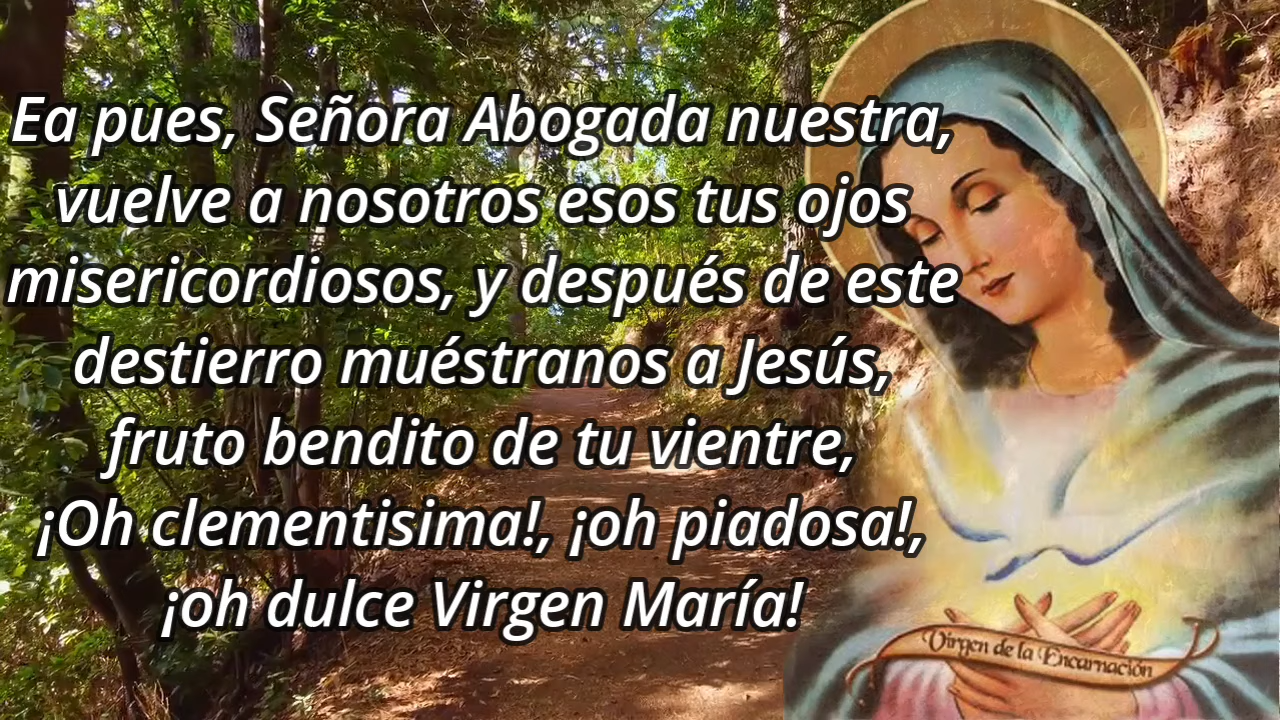 Ea pues, Señora Abogada nuestra,
vuelve a nosotros esos tus ojos
misericordiosos, y después de este
destierro muéstranos a Jesús,
fruto bendito de tu vientre,
¡Oh clementisima!, ¡oh piadosa!,
¡oh dulce Virgen María!
Virgen de la Encarnación